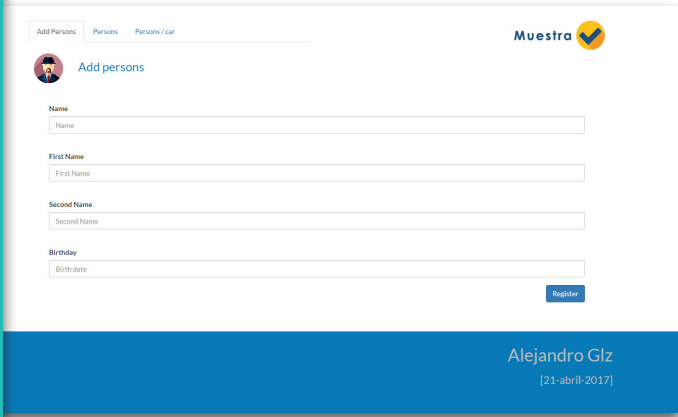 Add Persons Persons Persons / car
Muestra
Add persons
Name
Name
First Name
First Name
Second Name
Second Name
Birthday
Birth date
Register
Alejandro Glz
[21-abril-2017]